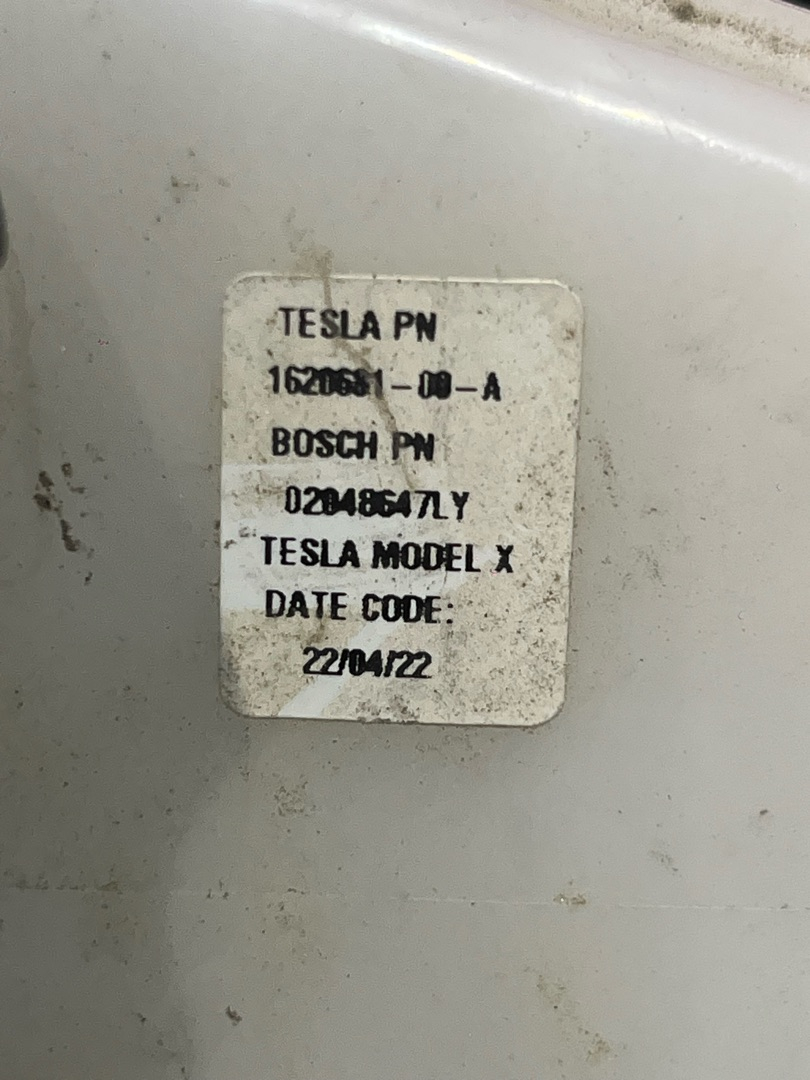 TESLA PN
1620681-00-A
BOSCH PN
02048647LY
TESLA MODEL X
DATE CODE:
22/04/22